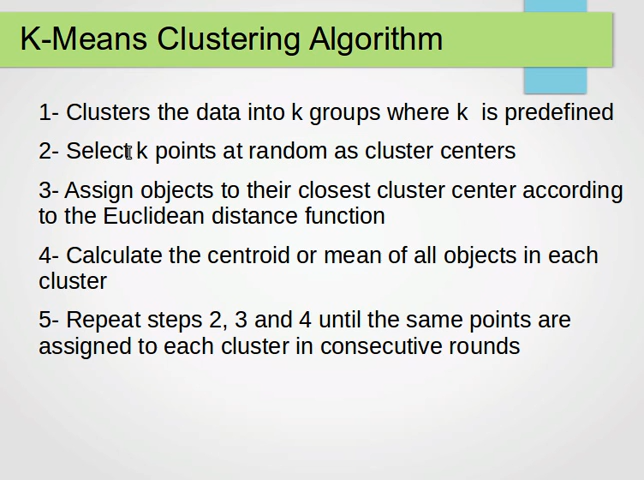 K-Means Clustering Algorithm
1- Clusters the data into k groups where k  is predefined
2- Select k points at random as cluster centers
3- Assign objects to their closest cluster center according
to the Euclidean distance function
4- Calculate the centroid or mean of all objects in each
cluster
5- Repeat steps 2, 3 and 4 until the same points are
assigned to each cluster in consecutive rounds